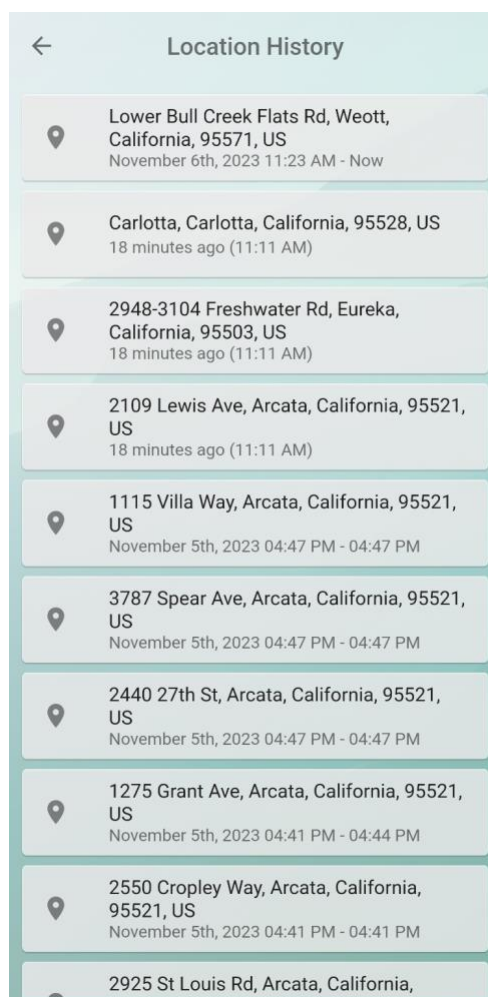 Location History
Lower Bull Creek Flats Rd, Weott,
California, 95571, US
November 6th, 2023 11:23 AM - Now
Carlotta, Carlotta, California, 95528, US
18 minutes ago (11:11 AM)
2948-3104 Freshwater Rd, Eureka,
California, 95503, US
18 minutes ago (11:11 AM)
2109 Lewis Ave, Arcata, California, 95521,
US
18 minutes ago (11:11 AM)
1115 Villa Way, Arcata, California, 95521,
US
November 5th, 2023 04:47 PM - 04:47 PM
3787 Spear Ave, Arcata, California, 95521,
US
November 5th, 2023 04:47 PM - 04:47 PM
2440 27th St, Arcata, California, 95521,
US
November 5th, 2023 04:47 PM - 04:47 PM
1275 Grant Ave, Arcata, California, 95521,
US
November 5th, 2023 04:41 PM - 04:44 PM
2550 Cropley Way, Arcata, California,
95521, US
November 5th, 2023 04:41 PM - 04:41 PM
2925 St Louis Rd, Arcata, California,